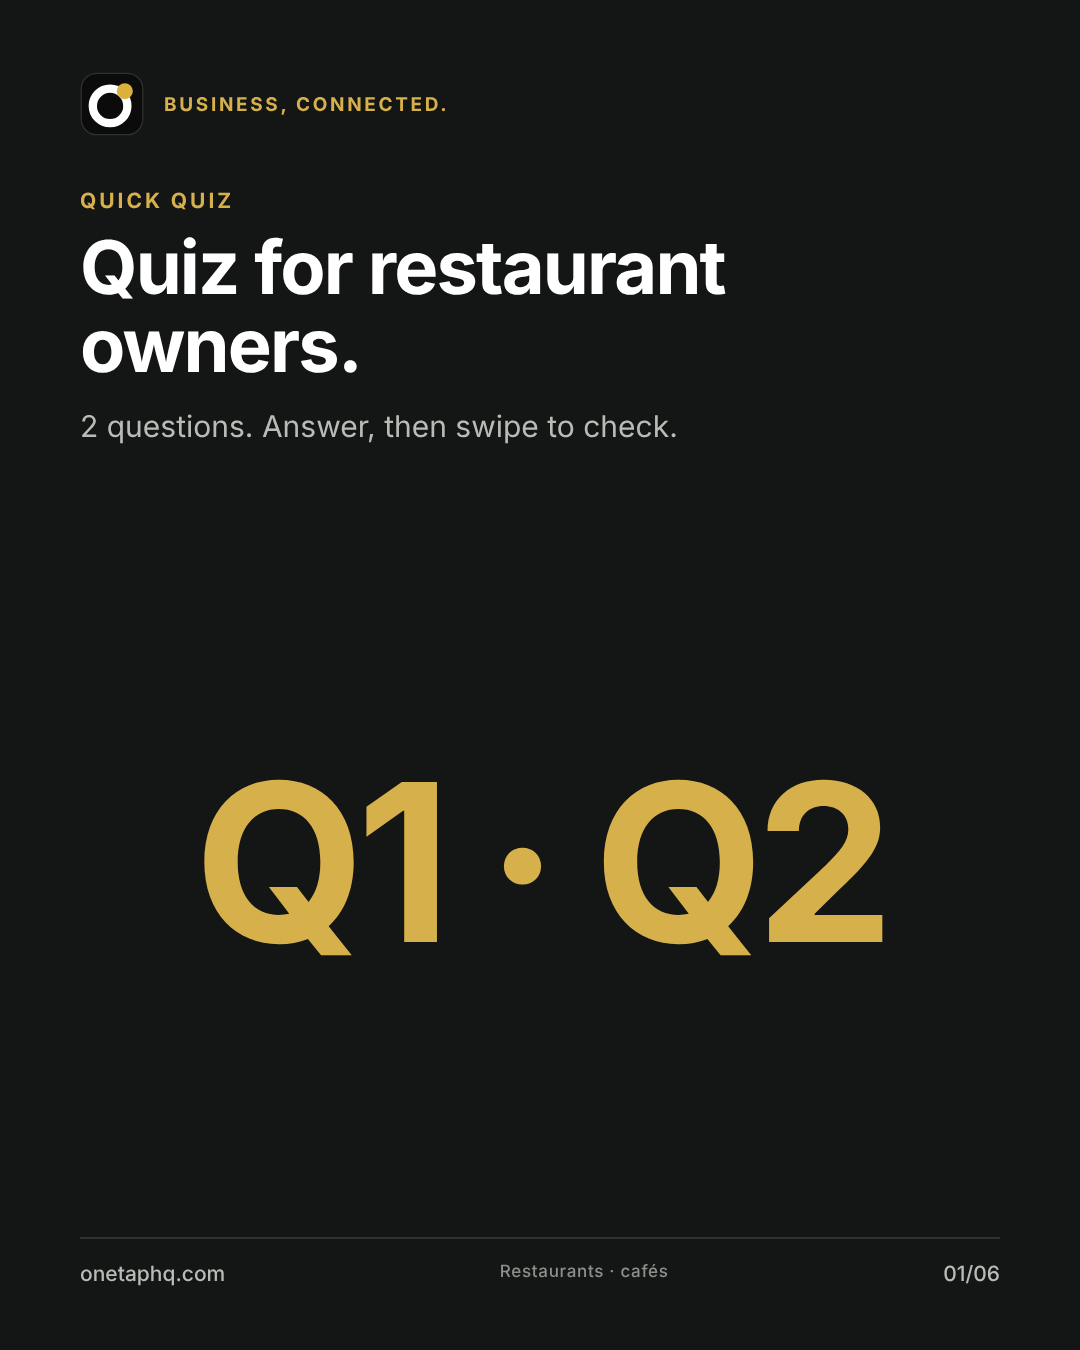 BUSINESS, CONNECTED.
QUICK QUIZ
Quiz for restaurant
owners.
2 questions. Answer, then swipe to check.
Q1 · Q2
onetaphq.com
Restaurants · cafés
01/06